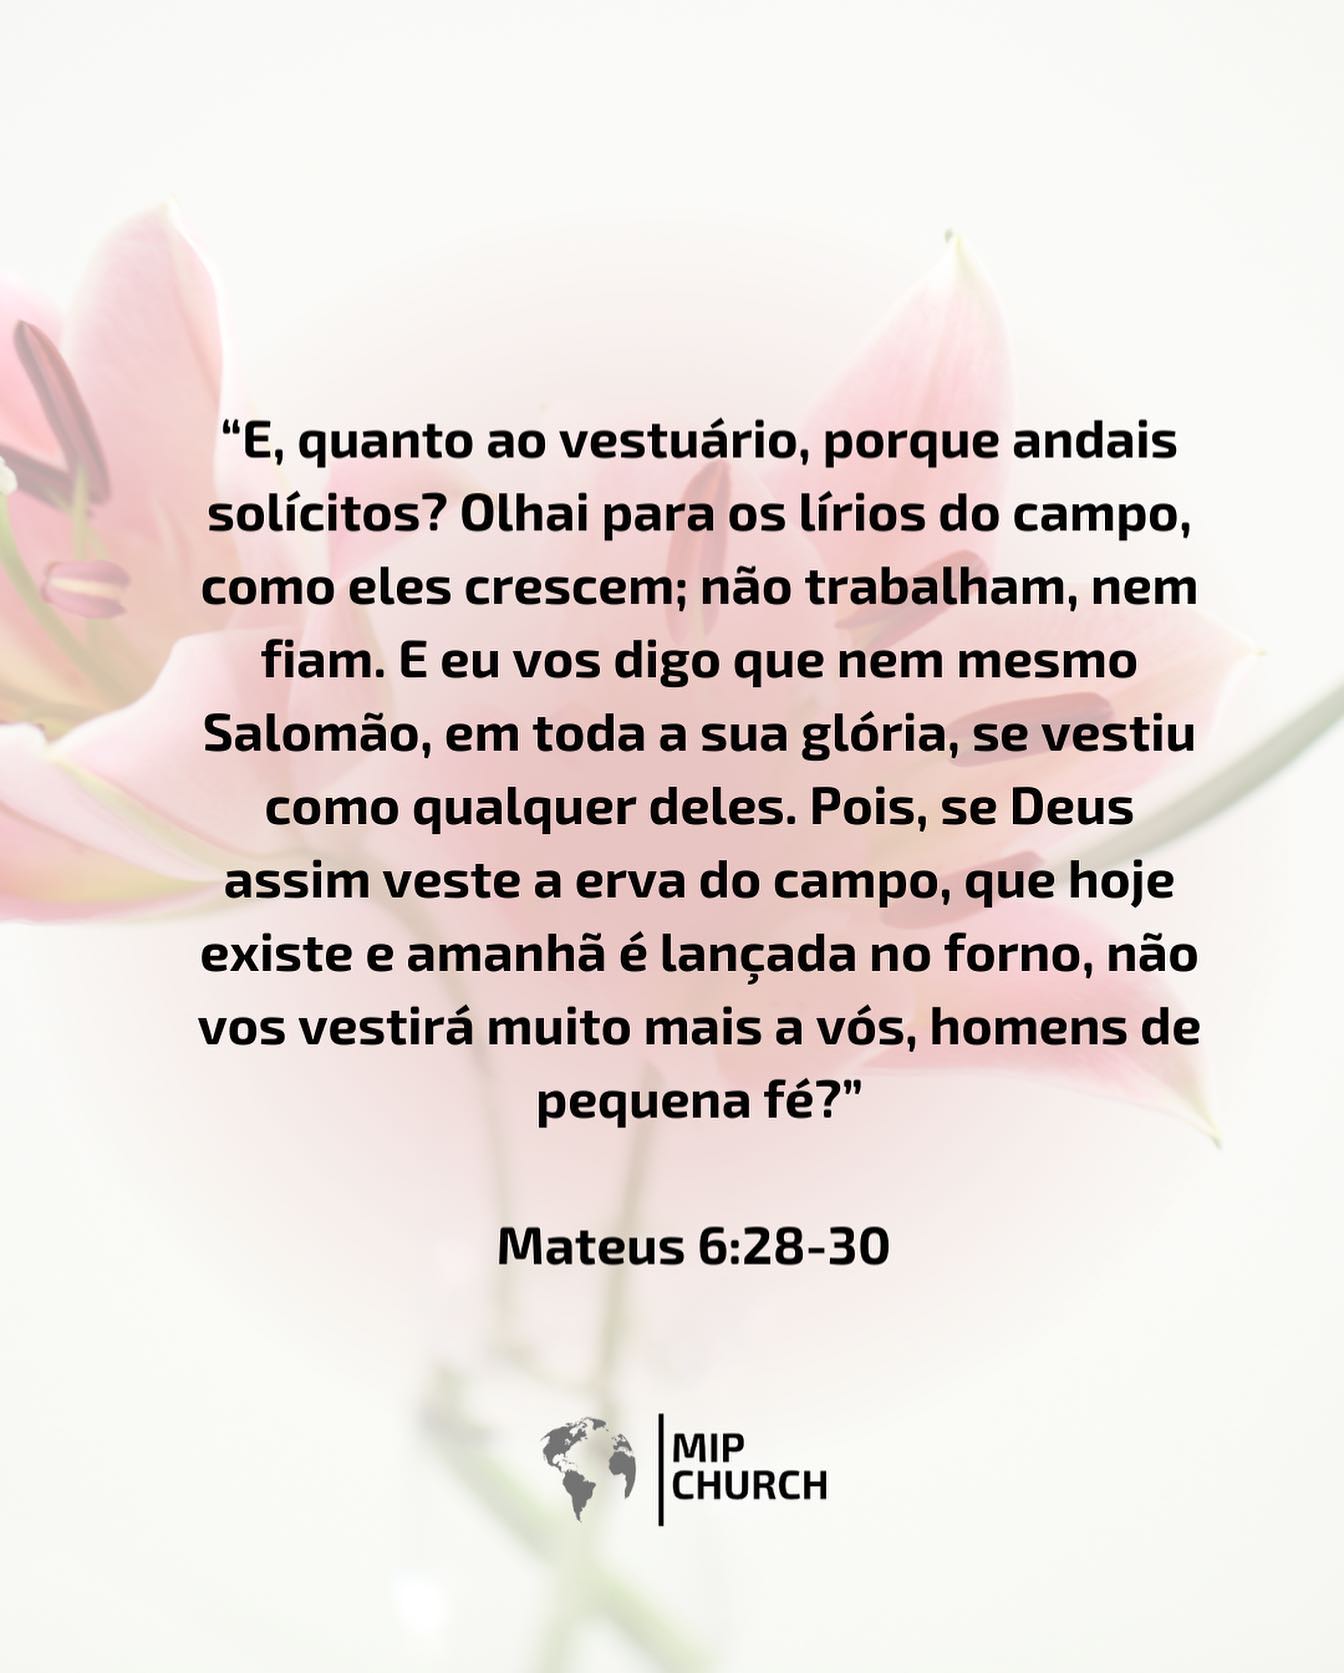 “E, quanto ao vestuário, porque andais
solícitos? Olhai para os lírios do campo,
como eles crescem; não trabalham, nem
fiam. E eu vos digo que nem mesmo
Salomão, em toda a sua glória, se vestiu
como qualquer deles. Pois, se Deus
assim veste a erva do campo, que hoje
existe e amanhã é lançada no forno, não
vos vestirá muito mais a vós, homens de
pequena fé?”
Mateus 6:28-30
MIP
CHURCH